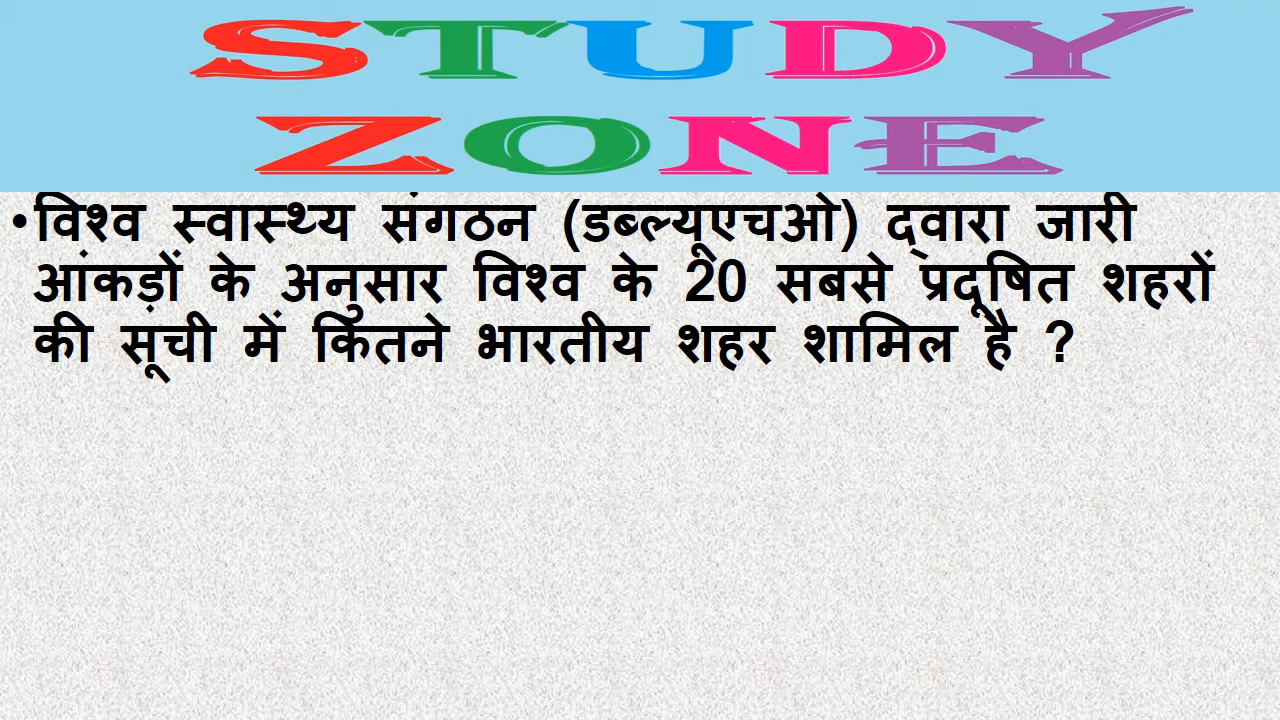 STUDY
ZONE
•विश्व स्वास्थ्य संगठन (डब्ल्यूएचओ) द्वारा जारी
आंकड़ों के अनुसार विश्व के 20 सबसे प्रदूषित शहरों
की सूची में कितने भारतीय शहर शामिल है ?